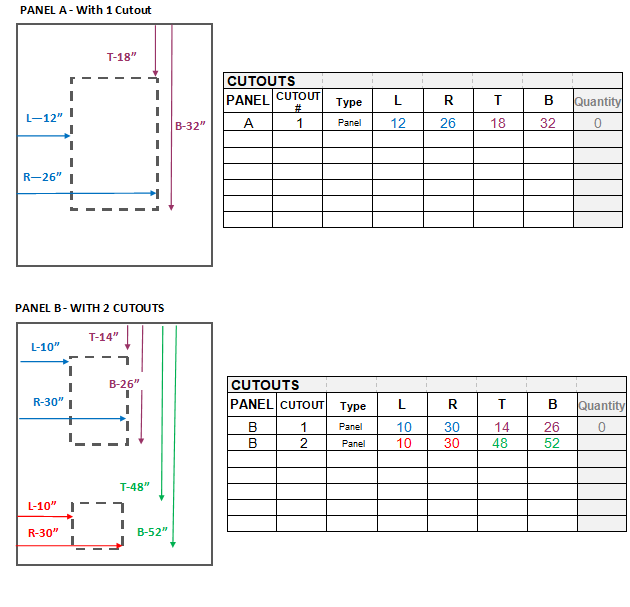 PANEL A - With 1 Cutout
T-18”
L—12”
B-32”
R—26”
CUTOUTS
PANEL CUTOUT # Type L R T B Quantity
A 1 Panel 12 26 18 32 0
PANEL B - WITH 2 CUTOUTS
T-14”
L-10”
B-26”
R-30”
T-48”
L-10”
R-30”
B-52”
CUTOUTS
PANEL CUTOUT Type L R T B Quantity
B 1 Panel 10 30 14 26 0
B 2 Panel 10 30 48 52